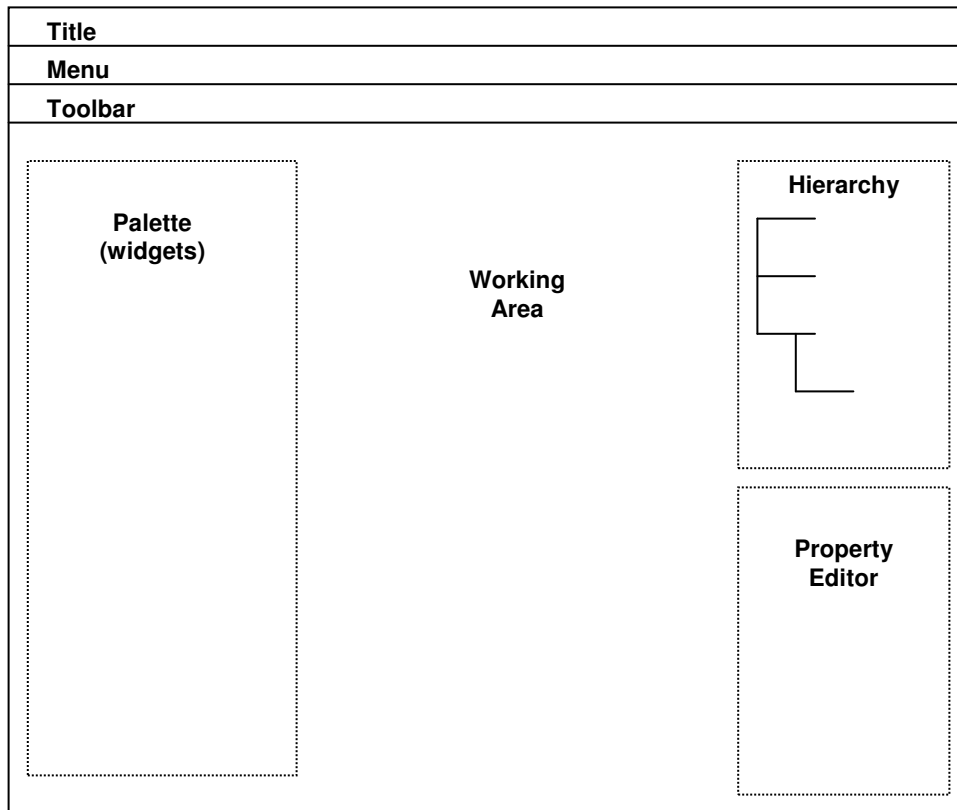 Title
Menu
Toolbar
Palette
(widgets)
Working
Area
Hierarchy
Property
Editor